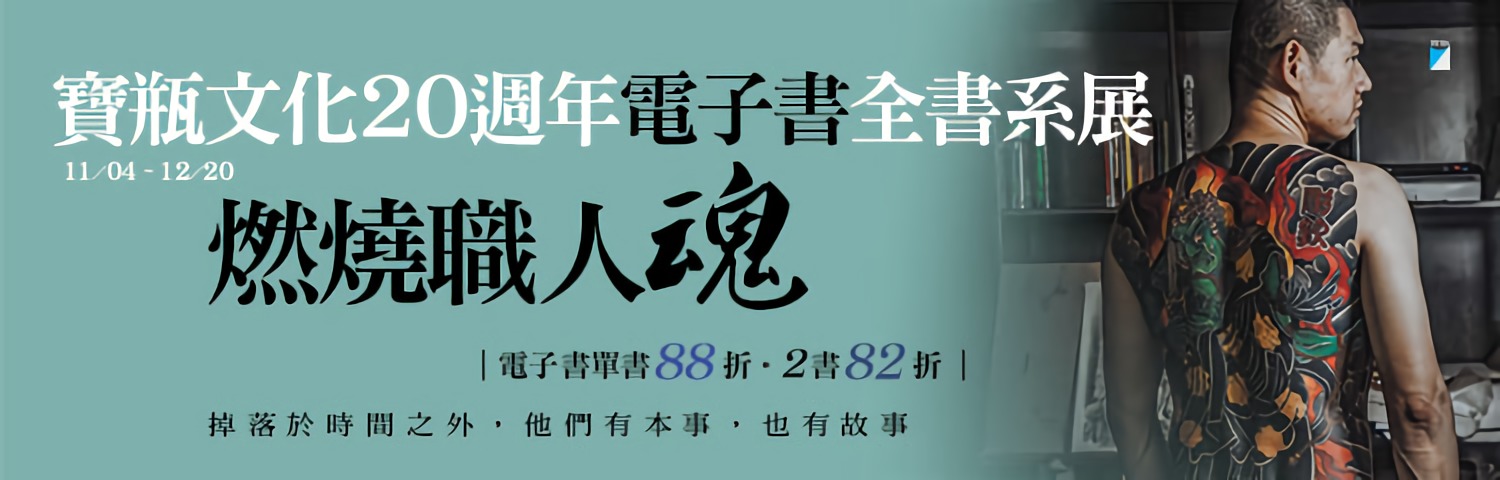 寶瓶文化20週年電子書全書系展
11/04 - 12/20
燃燒職人魂
|電子書單書88折・2書82折|
掉落於時間之外，他們有本事，也有故事